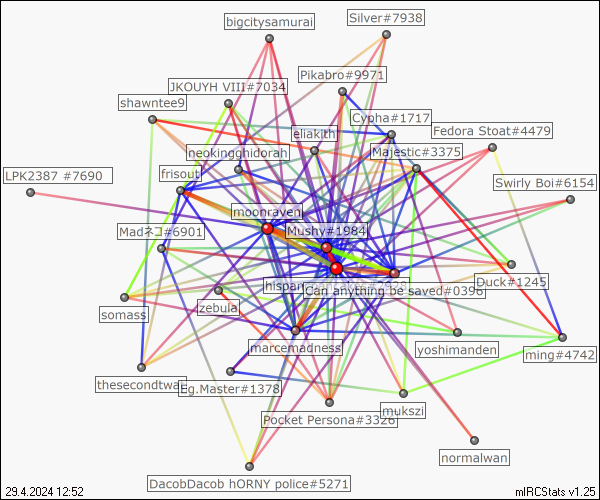 Silver#7938
bigcitysamurai
Pikabro#9971
JKOUYH VIII#7034
shawntee9
Cypha#1717
Fedora Stoat#4479
eliakith
neokingghidorah
Majestic#3375
LPK2387 #7690
frisout
Swirly Boi#6154
moonraven
Madネコ#6901
Mushy#1984
Duck#1245
Can anything be saved#0396
zebula
somass
marcemadness
yoshimanden
ming#4742
thesecondtwan
Eg.Master#1378
mukszi
Pocket Persona#3326
normalwan
DacobDacob hORNY police#5271
29.4.2024 12:52
mIRCStats v1.25